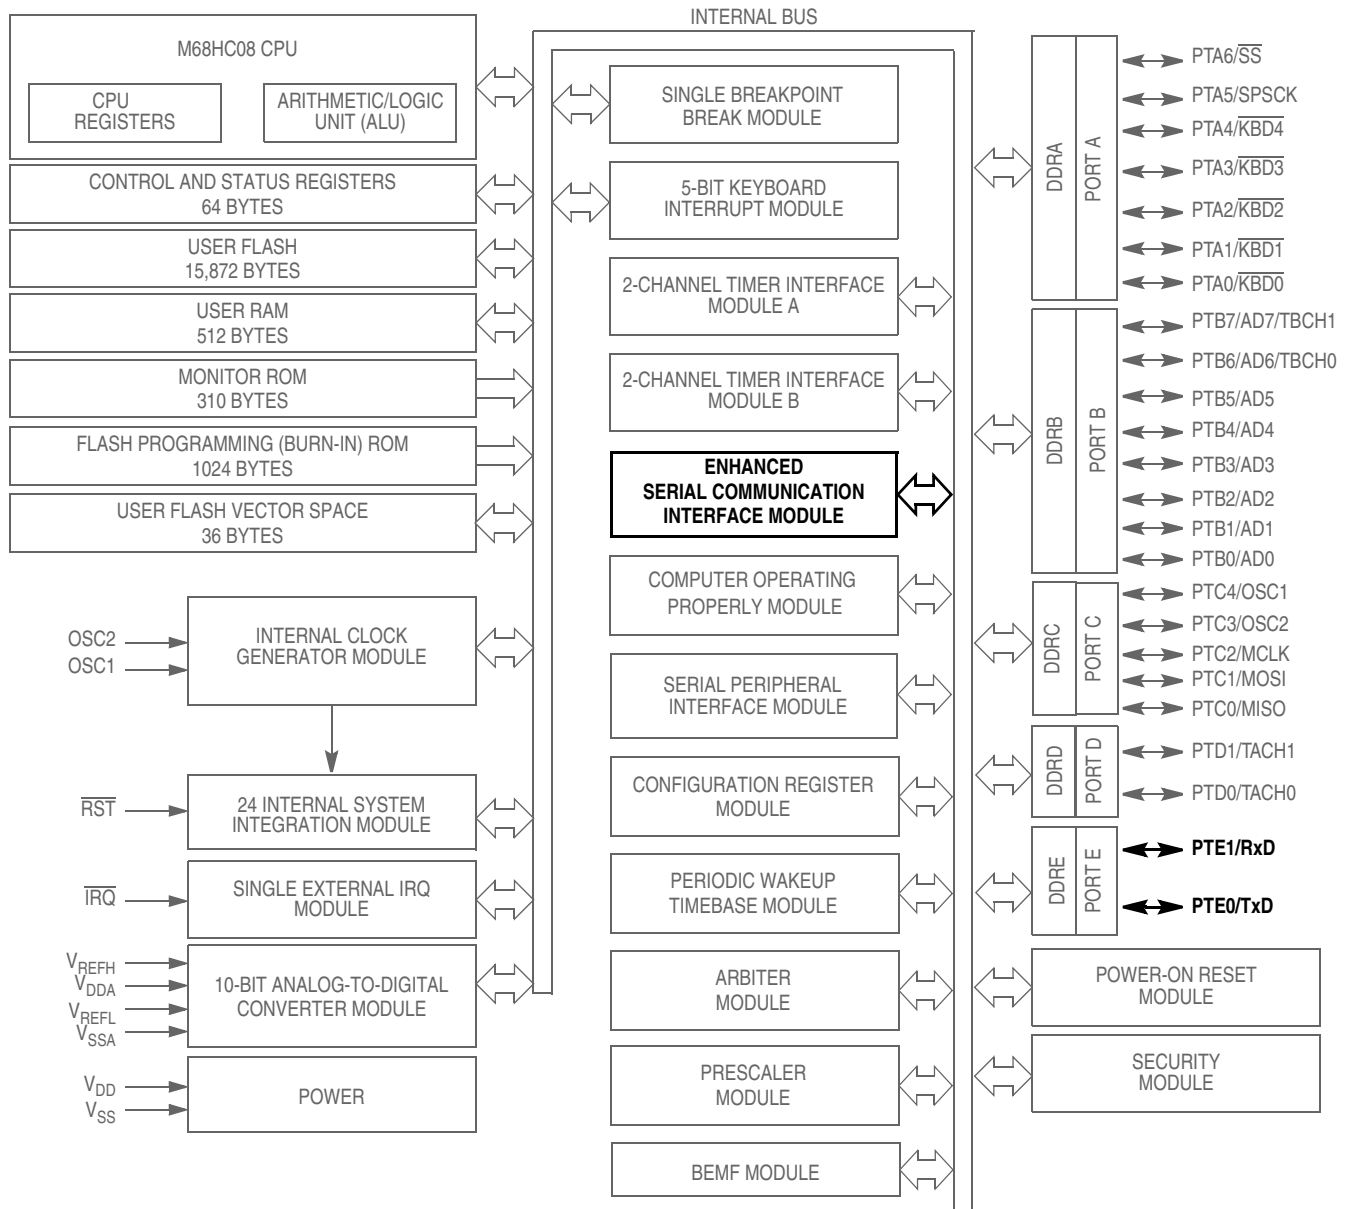 INTERNAL BUS
M68HC08 CPU
CPU
REGISTERS
ARITHMETIC/LOGIC
UNIT (ALU)
CONTROL AND STATUS REGISTERS
64 BYTES
USER FLASH
15,872 BYTES
USER RAM
512 BYTES
MONITOR ROM
310 BYTES
FLASH PROGRAMMING (BURN-IN) ROM
1024 BYTES
USER FLASH VECTOR SPACE
36 BYTES
OSC2
OSC1
INTERNAL CLOCK
GENERATOR MODULE
RST
24 INTERNAL SYSTEM
INTEGRATION MODULE
IRQ
SINGLE EXTERNAL IRQ
MODULE
VREFH
VDDA
VREFL
VSSA
10-BIT ANALOG-TO-DIGITAL
CONVERTER MODULE
VDD
VSS
POWER
SINGLE BREAKPOINT
BREAK MODULE
5-BIT KEYBOARD
INTERRUPT MODULE
2-CHANNEL TIMER INTERFACE
MODULE A
2-CHANNEL TIMER INTERFACE
MODULE B
ENHANCED
SERIAL COMMUNICATION
INTERFACE MODULE
COMPUTER OPERATING
PROPERLY MODULE
SERIAL PERIPHERAL
INTERFACE MODULE
CONFIGURATION REGISTER
MODULE
PERIODIC WAKEUP
TIMEBASE MODULE
ARBITER
MODULE
PRESCALER
MODULE
BEMF MODULE
DDRA
PORT A
PTA6/SS
PTA5/SPSCK
PTA4/KBD4
PTA3/KBD3
PTA2/KBD2
PTA1/KBD1
PTA0/KBD0
DDRB
PORT B
PTB7/AD7/TBCH1
PTB6/AD6/TBCH0
PTB5/AD5
PTB4/AD4
PTB3/AD3
PTB2/AD2
PTB1/AD1
PTB0/AD0
DDRC
PORT C
PTC4/OSC1
PTC3/OSC2
PTC2/MCLK
PTC1/MOSI
PTC0/MISO
DDRD
PORT D
PTD1/TACH1
PTD0/TACH0
DDRE
PORT E
PTE1/RxD
PTE0/TxD
POWER-ON RESET
MODULE
SECURITY
MODULE